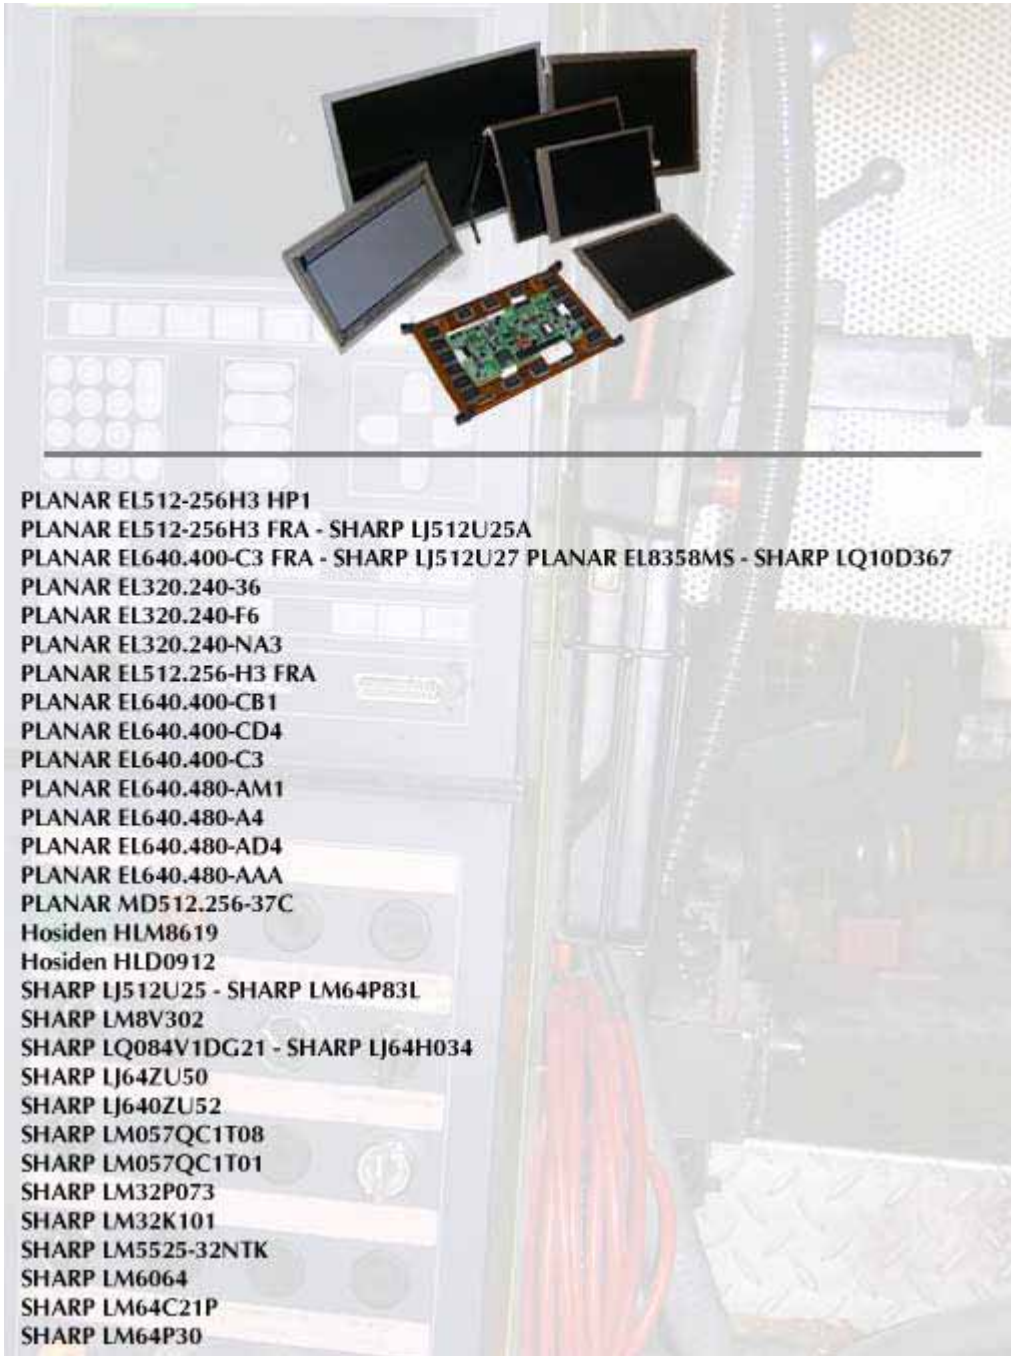 PLANAR EL512-256H3 HP1
PLANAR EL512-256H3 FRA - SHARP LJ512U25A
PLANAR EL640.400-C3 FRA - SHARP LJ512U27 PLANAR EL8358MS - SHARP LQ10D367
PLANAR EL320.240-36
PLANAR EL320.240-F6
PLANAR EL320.240-NA3
PLANAR EL512.256-H3 FRA
PLANAR EL640.400-CB1
PLANAR EL640.400-CD4
PLANAR EL640.400-C3
PLANAR EL640.480-AM1
PLANAR EL640.480-A4
PLANAR EL640.480-AD4
PLANAR EL640.480-AAA
PLANAR MD512.256-37C
Hosiden HLM8619
Hosiden HLD0912
SHARP LJ512U25 - SHARP LM64P83L
SHARP LM8V302
SHARP LQ084V1DG21 - SHARP LJ64H034
SHARP LJ64ZU50
SHARP LJ640ZU52
SHARP LM057QC1T08
SHARP LM057QC1T01
SHARP LM32P073
SHARP LM32K101
SHARP LM5525-32NTK
SHARP LM6064
SHARP LM64C21P
SHARP LM64P30